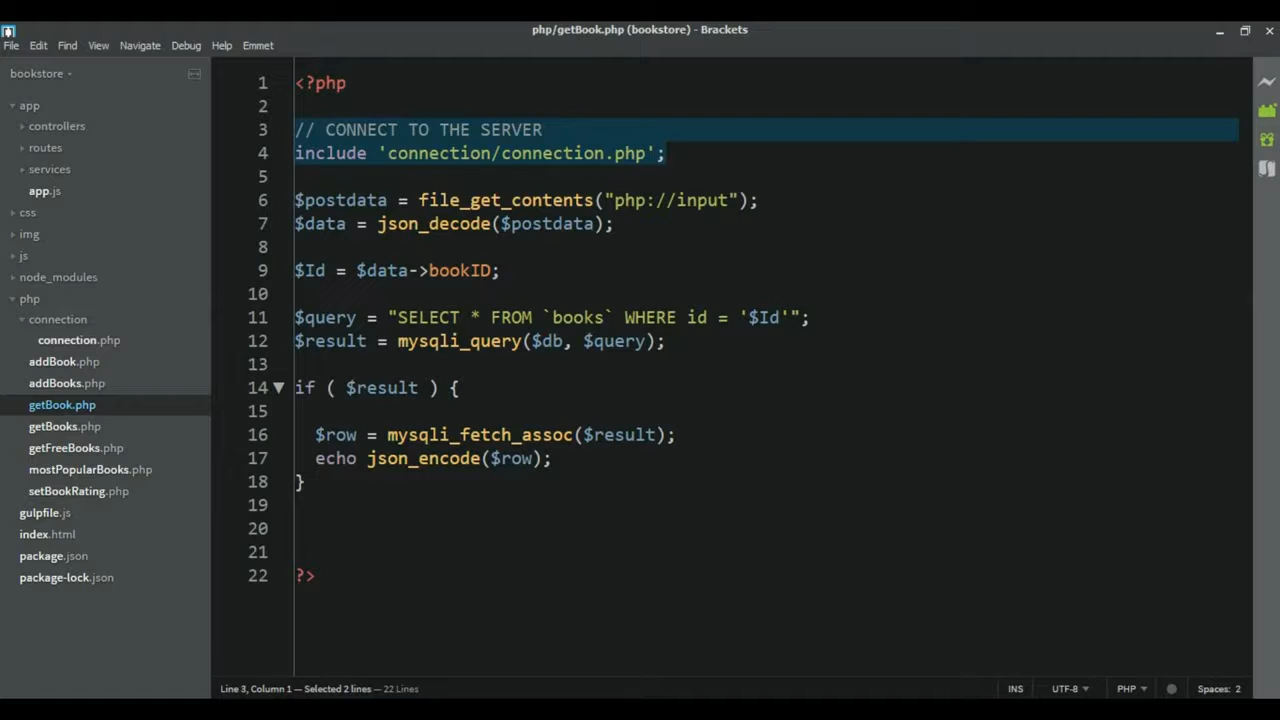 php/getBook.php (bookstore) - Brackets
File Edit Find View Navigate Debug Help Emmet
bookstore
app
controllers
routes
services
app.js
css
img
js
node_modules
php
connection
connection.php
addBook.php
addBooks.php
getBook.php
getBooks.php
getFreeBooks.php
mostPopularBooks.php
setBookRating.php
gulpfile.js
index.html
package.json
package-lock.json
1 <?php
2
3 // CONNECT TO THE SERVER
4 include 'connection/connection.php';
5
6 $postdata = file_get_contents("php://input");
7 $data = json_decode($postdata);
8
9 $Id = $data->bookID;
10
11 $query = "SELECT * FROM `books` WHERE id = '$Id'";
12 $result = mysqli_query($db, $query);
13
14 if ( $result ) {
15
16 $row = mysqli_fetch_assoc($result);
17 echo json_encode($row);
18 }
19
20
21
22 ?>
Line 3, Column 1 — Selected 2 lines — 22 Lines
INS UTF-8 PHP Spaces: 2